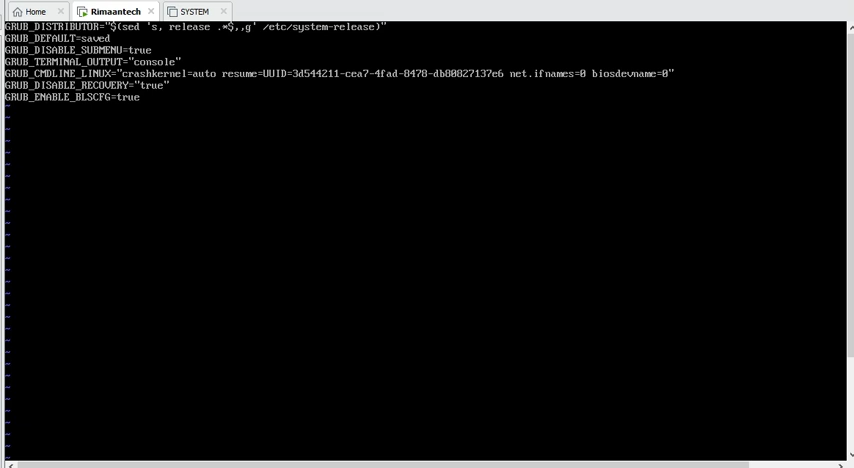 Home
Rimaantech
SYSTEM
GRUB_DISTRIBUTOR="$(sed 's, release .*$,,g' /etc/system-release)"
GRUB_DEFAULT=saved
GRUB_DISABLE_SUBMENU=true
GRUB_TERMINAL_OUTPUT="console"
GRUB_CMDLINE_LINUX="crashkernel=auto resume=UUID=3d544211-cea7-4fad-8478-db80827137e6 net.ifnames=0 biosdevname=0"
GRUB_DISABLE_RECOVERY="true"
GRUB_ENABLE_BLSCFG=true